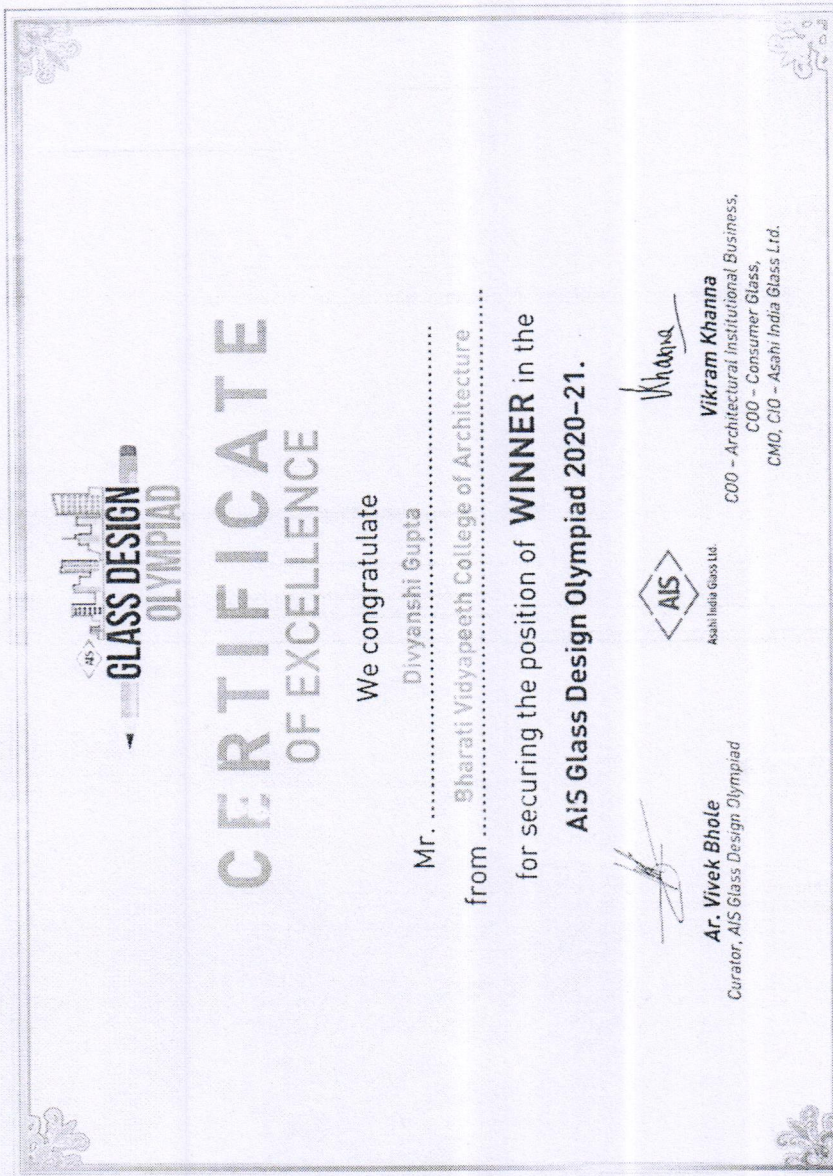 AIS
GLASS DESIGN
OLYMPIAD
CERTIFICATE
OF EXCELLENCE
We congratulate
Mr. Divyanshi Gupta
from Bharati Vidyapeeth College of Architecture
for securing the position of WINNER in the
AIS Glass Design Olympiad 2020-21.
Ar. Vivek Bhole
Curator, AIS Glass Design Olympiad
AIS
Asahi India Glass Ltd.
Khanna
Vikram Khanna
COO - Architectural Institutional Business,
COO - Consumer Glass,
CMO, CIO - Asahi India Glass Ltd.